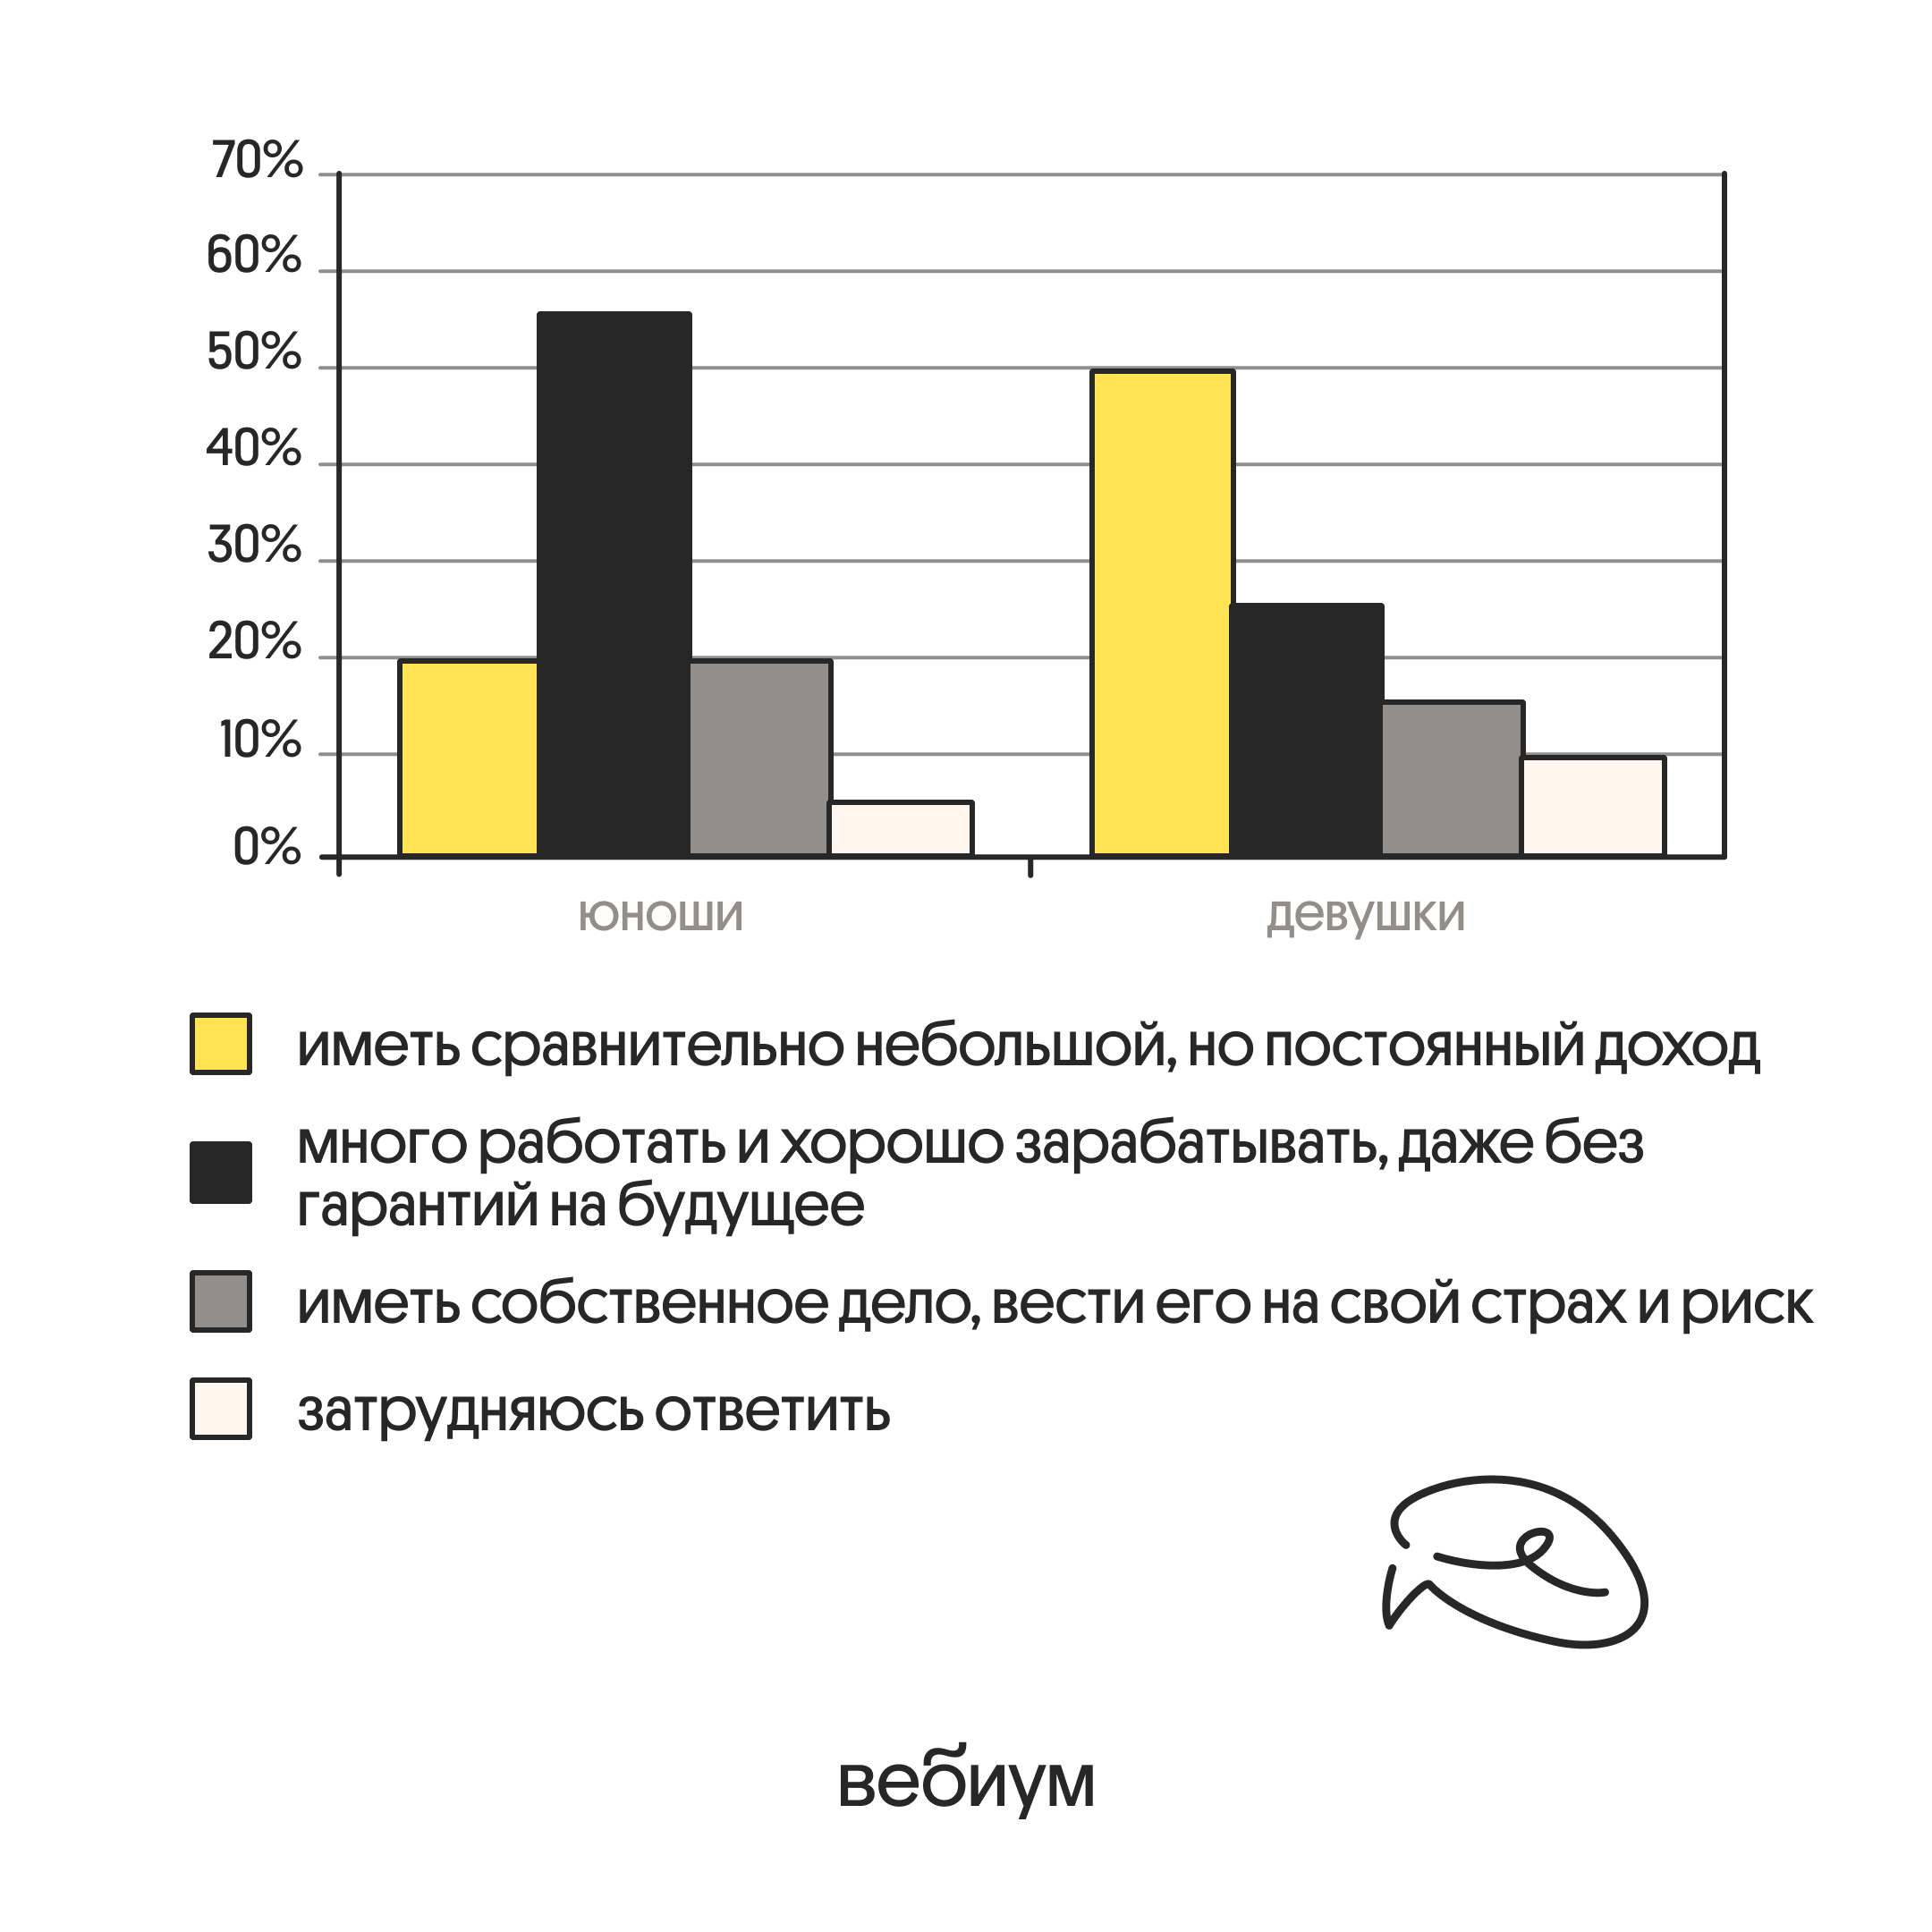 70%
60%
50%
40%
30%
20%
10%
0%
юноши
девушки
иметь сравнительно небольшой, но постоянный доход
много работать и хорошо зарабатывать, даже без
гарантий на будущее
иметь собственное дело, вести его на свой страх и риск
затрудняюсь ответить
вебиум